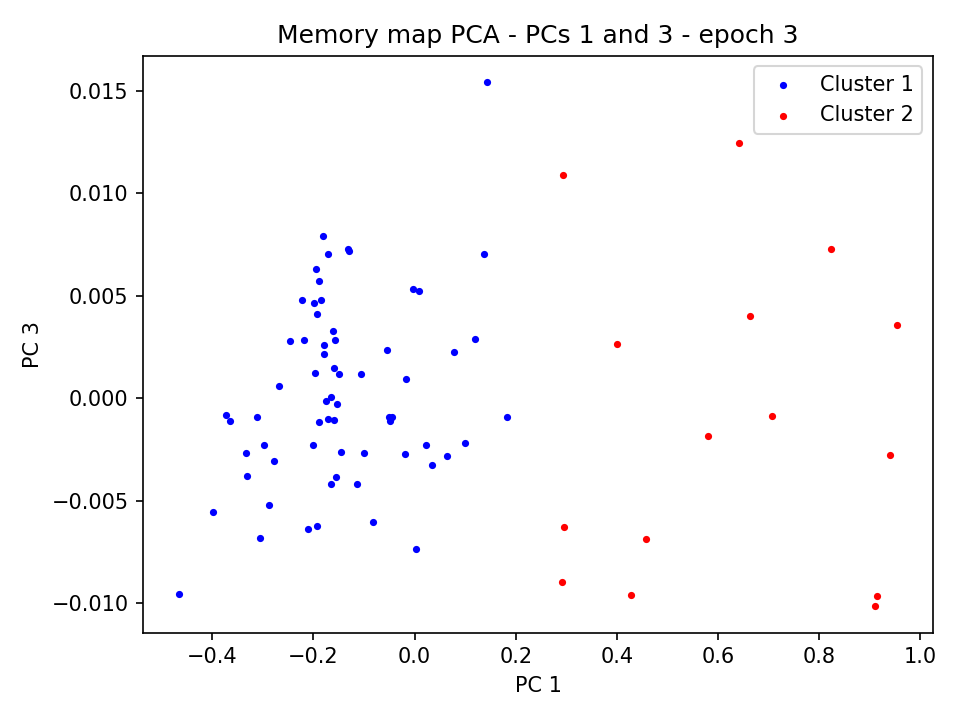 Memory map PCA - PCs 1 and 3 - epoch 3
Cluster 1
Cluster 2
0.015
0.010
0.005
0.000
−0.005
−0.010
PC 3
−0.4
−0.2
0.0
0.2
0.4
0.6
0.8
1.0
PC 1